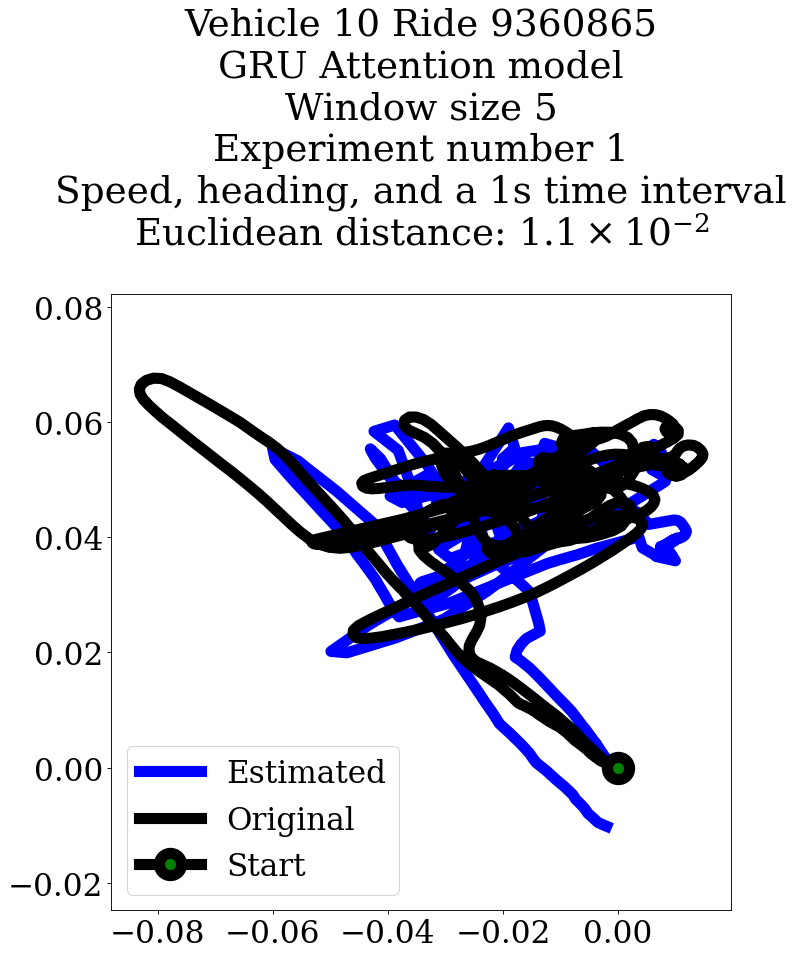 Vehicle 10 Ride 9360865
GRU Attention model
Window size 5
Experiment number 1
Speed, heading, and a 1s time interval
Euclidean distance: 1.1 × 10⁻²
0.08
0.06
0.04
0.02
0.00
−0.02
Estimated
Original
Start
−0.08 −0.06 −0.04 −0.02 0.00